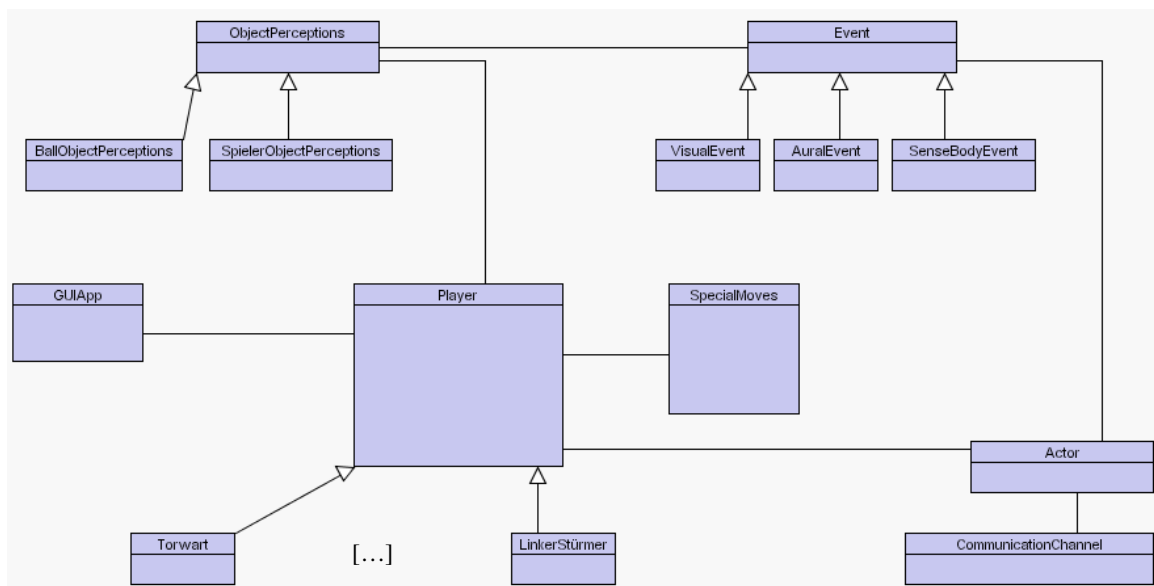 ObjectPerceptions
Event
BallObjectPerceptions
SpielerObjectPerceptions
VisualEvent
AuralEvent
SenseBodyEvent
GUIApp
Player
SpecialMoves
Actor
Torwart
[…]
LinkerStürmer
CommunicationChannel